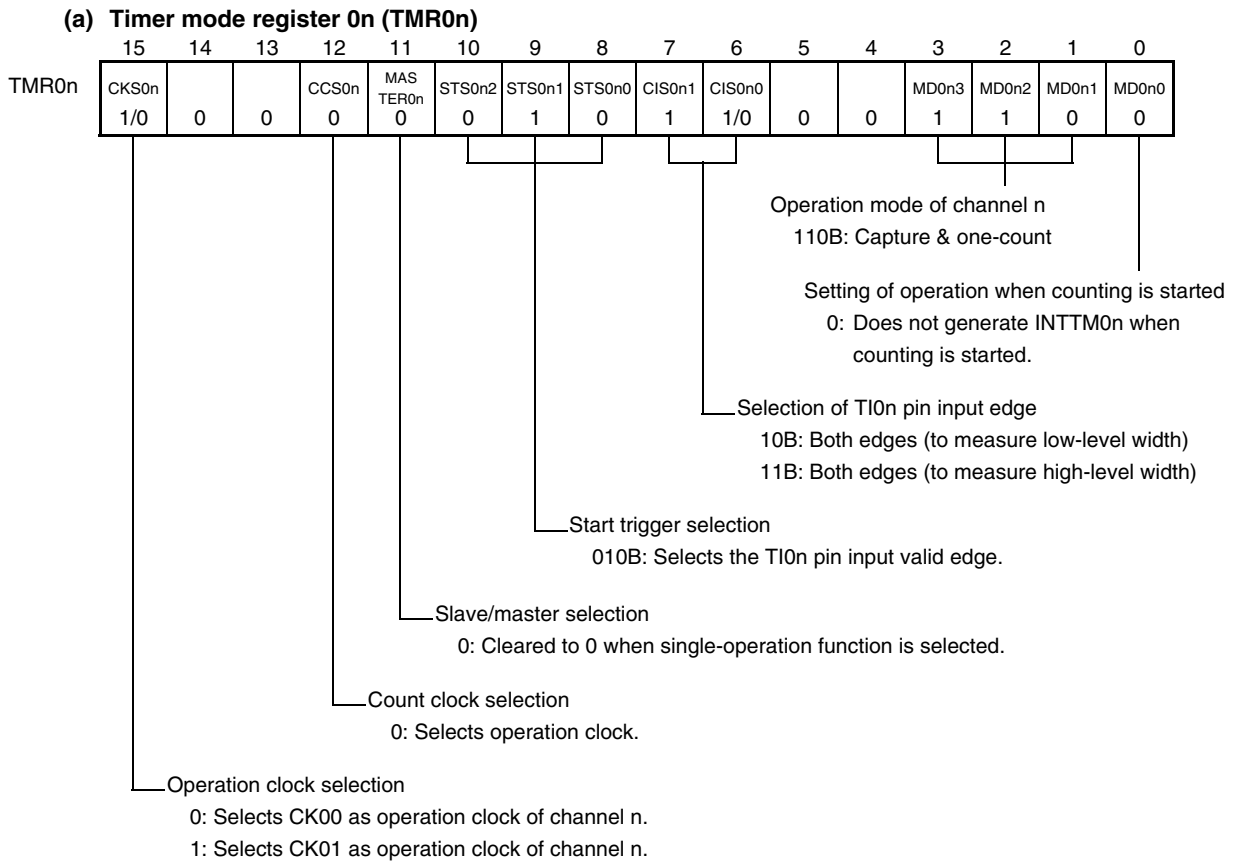 (a) Timer mode register 0n (TMR0n)
15 14 13 12 11 10 9 8 7 6 5 4 3 2 1 0
TMR0n
CKS0n CCS0n MAS TER0n STS0n2 STS0n1 STS0n0 CIS0n1 CIS0n0 MD0n3 MD0n2 MD0n1 MD0n0
1/0 0 0 0 0 0 1 0 1 1/0 0 0 1 1 0 0
Operation mode of channel n
110B: Capture & one-count
Setting of operation when counting is started
0: Does not generate INTTM0n when
counting is started.
Selection of TI0n pin input edge
10B: Both edges (to measure low-level width)
11B: Both edges (to measure high-level width)
Start trigger selection
010B: Selects the TI0n pin input valid edge.
Slave/master selection
0: Cleared to 0 when single-operation function is selected.
Count clock selection
0: Selects operation clock.
Operation clock selection
0: Selects CK00 as operation clock of channel n.
1: Selects CK01 as operation clock of channel n.